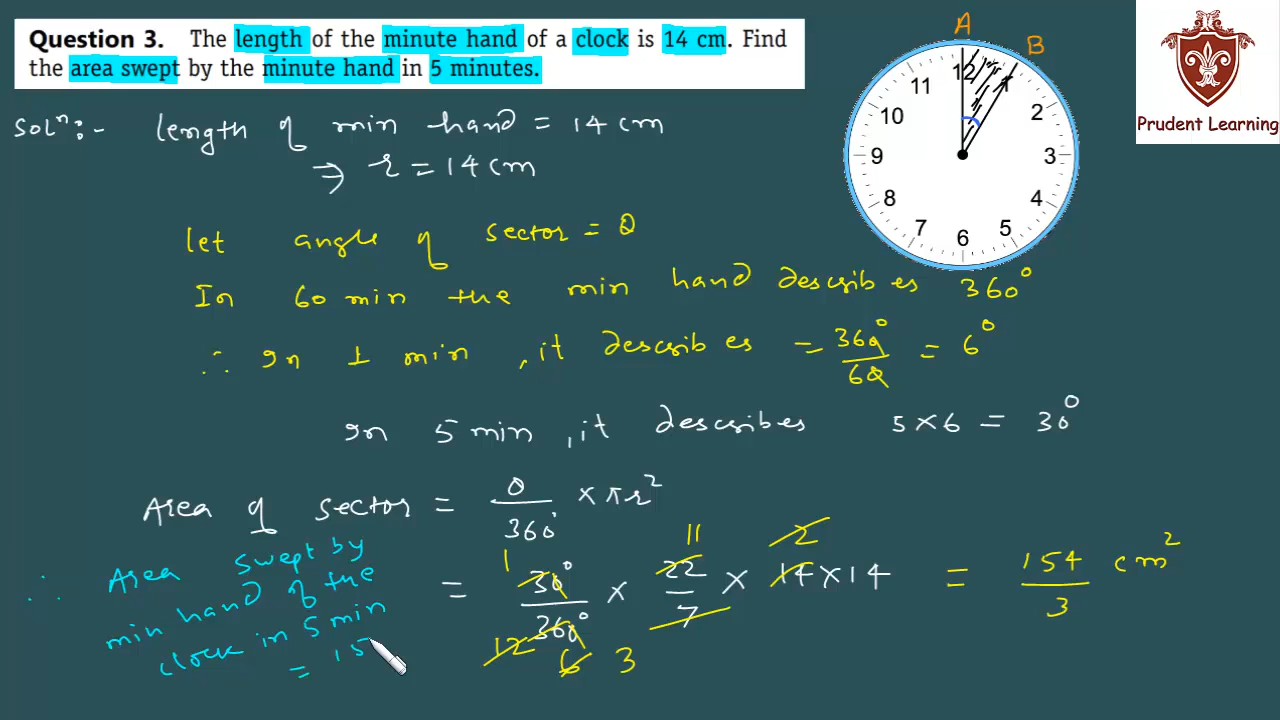 Question 3. The length of the minute hand of a clock is 14 cm. Find
the area swept by the minute hand in 5 minutes.
A
B
12
11
10
9
8
7
6
5
4
3
2
Prudent Learning
Solⁿ:- length of min hand = 14 cm
⇒ r = 14 cm
let angle of sector = θ
In 60 min the min hand describes 360°
∴ In 1 min, it describes = 360°/60 = 6°
In 5 min, it describes 5×6 = 30°
Area of sector = θ/360° × πr²
= 30°/360° × 22/7 × 14×14 = 154/3 cm²
1 11 2
12 6 3
∴ Area swept by
min hand of the
clock in 5 min
= 15